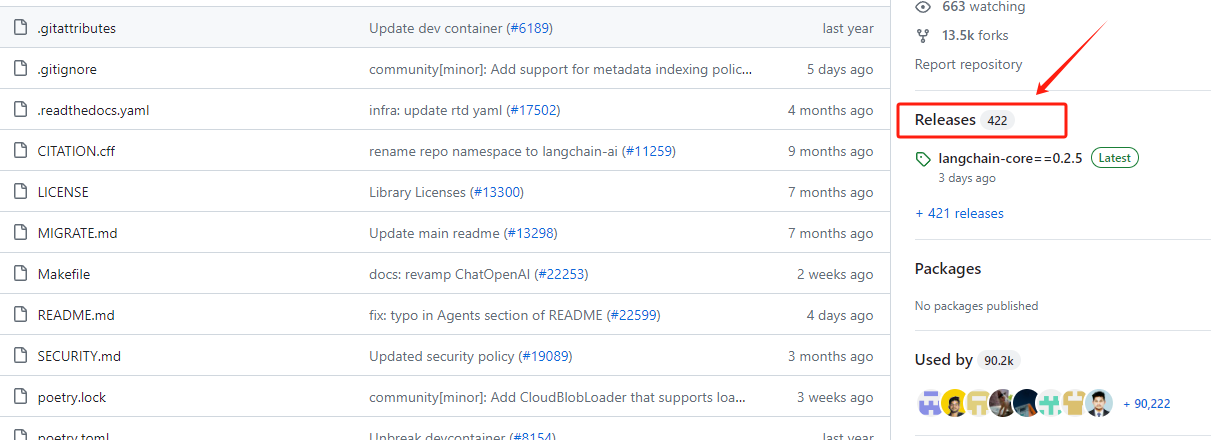 .gitattributes Update dev container (#6189) last year
.gitignore community[minor]: Add support for metadata indexing polic... 5 days ago
.readthedocs.yaml infra: update rtd yaml (#17502) 4 months ago
CITATION.cff rename repo namespace to langchain-ai (#11259) 9 months ago
LICENSE Library Licenses (#13300) 7 months ago
MIGRATE.md Update main readme (#13298) 7 months ago
Makefile docs: revamp ChatOpenAI (#22253) 2 weeks ago
README.md fix: typo in Agents section of README (#22599) 4 days ago
SECURITY.md Updated security policy (#19089) 3 months ago
poetry.lock community[minor]: Add CloudBlobLoader that supports loa... 3 weeks ago
poetry.toml Unbreak devcontainer (#8154) last year
663 watching
13.5k forks
Report repository
Releases 422
langchain-core==0.2.5 Latest
3 days ago
+ 421 releases
Packages
No packages published
Used by 90.2k
+ 90,222